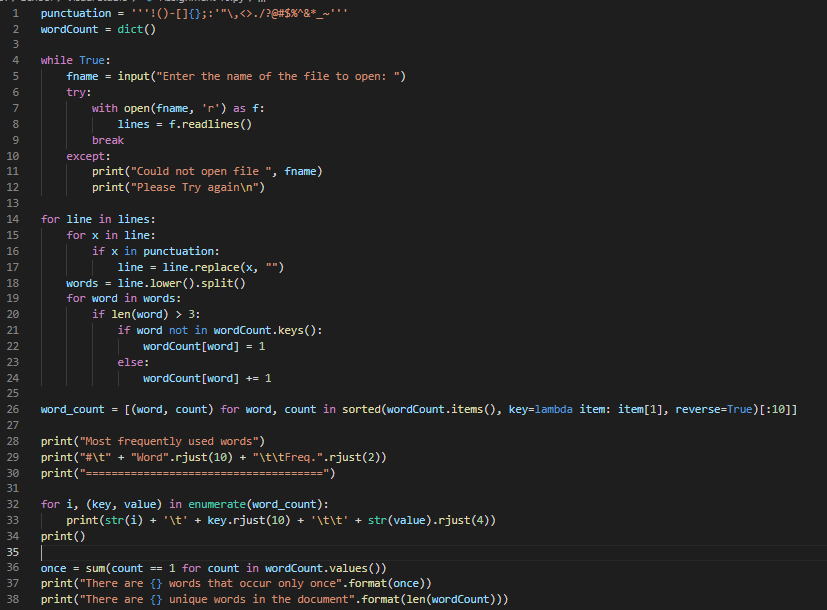 1 punctuation = '''!()-[]{};:'"\,<>./?@#$%^&*_~'''
2 wordCount = dict()
3
4 while True:
5     fname = input("Enter the name of the file to open: ")
6     try:
7         with open(fname, 'r') as f:
8             lines = f.readlines()
9         break
10     except:
11         print("Could not open file ", fname)
12         print("Please Try again\n")
13
14 for line in lines:
15     for x in line:
16         if x in punctuation:
17             line = line.replace(x, "")
18     words = line.lower().split()
19     for word in words:
20         if len(word) > 3:
21             if word not in wordCount.keys():
22                 wordCount[word] = 1
23             else:
24                 wordCount[word] += 1
25
26 word_count = [(word, count) for word, count in sorted(wordCount.items(), key=lambda item: item[1], reverse=True)[:10]]
27
28 print("Most frequently used words")
29 print("#\t" + "Word".rjust(10) + "\t\tFreq.".rjust(2))
30 print("=====================================")
31
32 for i, (key, value) in enumerate(word_count):
33     print(str(i) + '\t' + key.rjust(10) + '\t\t' + str(value).rjust(4))
34 print()
35
36 once = sum(count == 1 for count in wordCount.values())
37 print("There are {} words that occur only once".format(once))
38 print("There are {} unique words in the document".format(len(wordCount)))